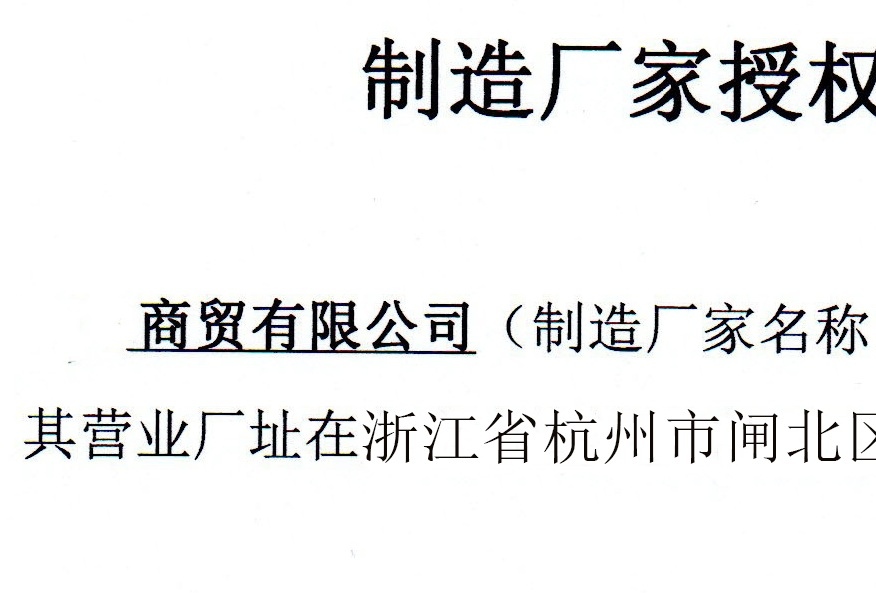 制造厂家授权
商贸有限公司（制造厂家名称
其营业厂址在浙江省杭州市闸北区